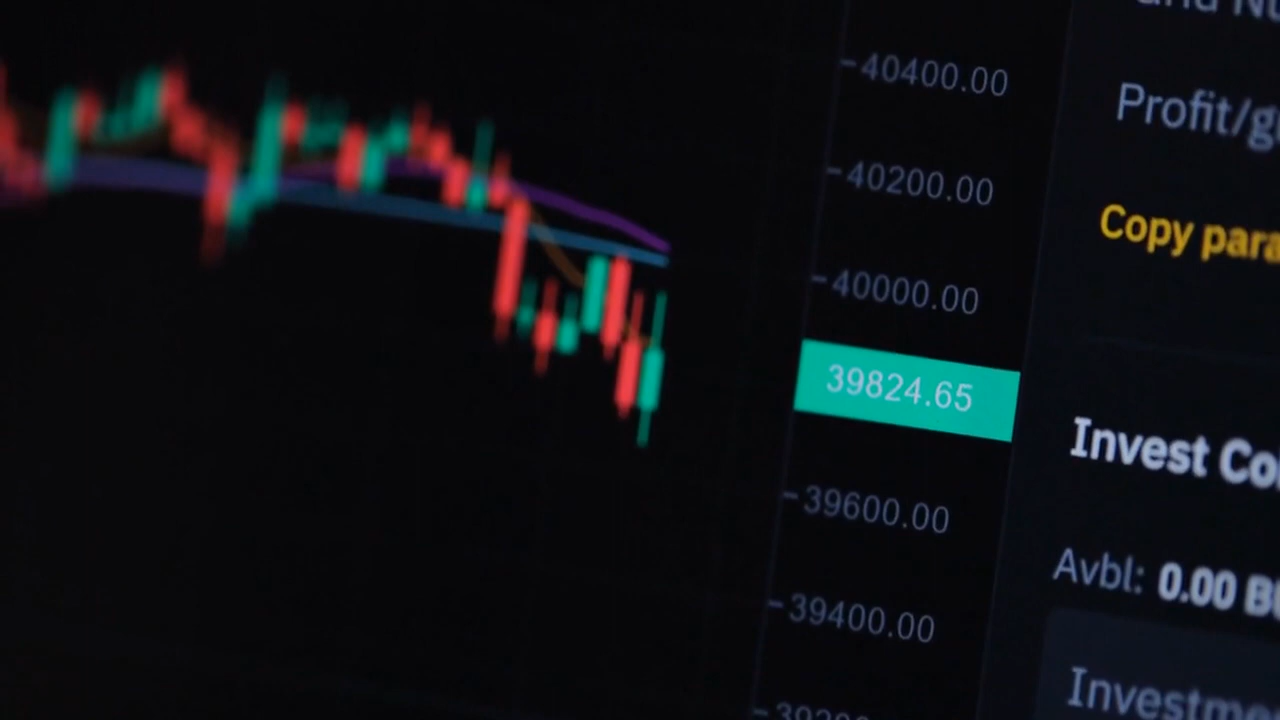 40400.00
40200.00
40000.00
39824.65
39600.00
39400.00
Profit/g
Copy para
Invest Co
Avbl: 0.00 B
Investme